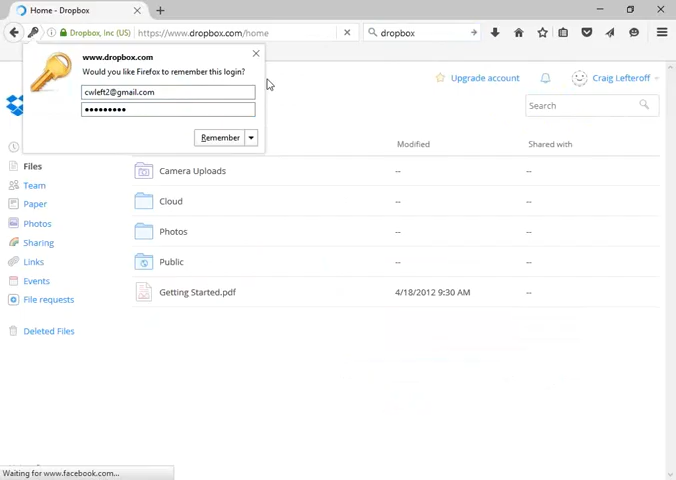 Home - Dropbox
Dropbox, Inc (US) https://www.dropbox.com/home dropbox
www.dropbox.com
Would you like Firefox to remember this login?
cwleft2@gmail.com
•••••••••
Remember
Upgrade account Craig Lefteroff
Search
Modified Shared with
Files
Camera Uploads -- --
Team
Cloud -- --
Paper
Photos
Photos -- --
Sharing
Links
Public -- --
Events
File requests
Getting Started.pdf 4/18/2012 9:30 AM --
Deleted Files
Waiting for www.facebook.com...